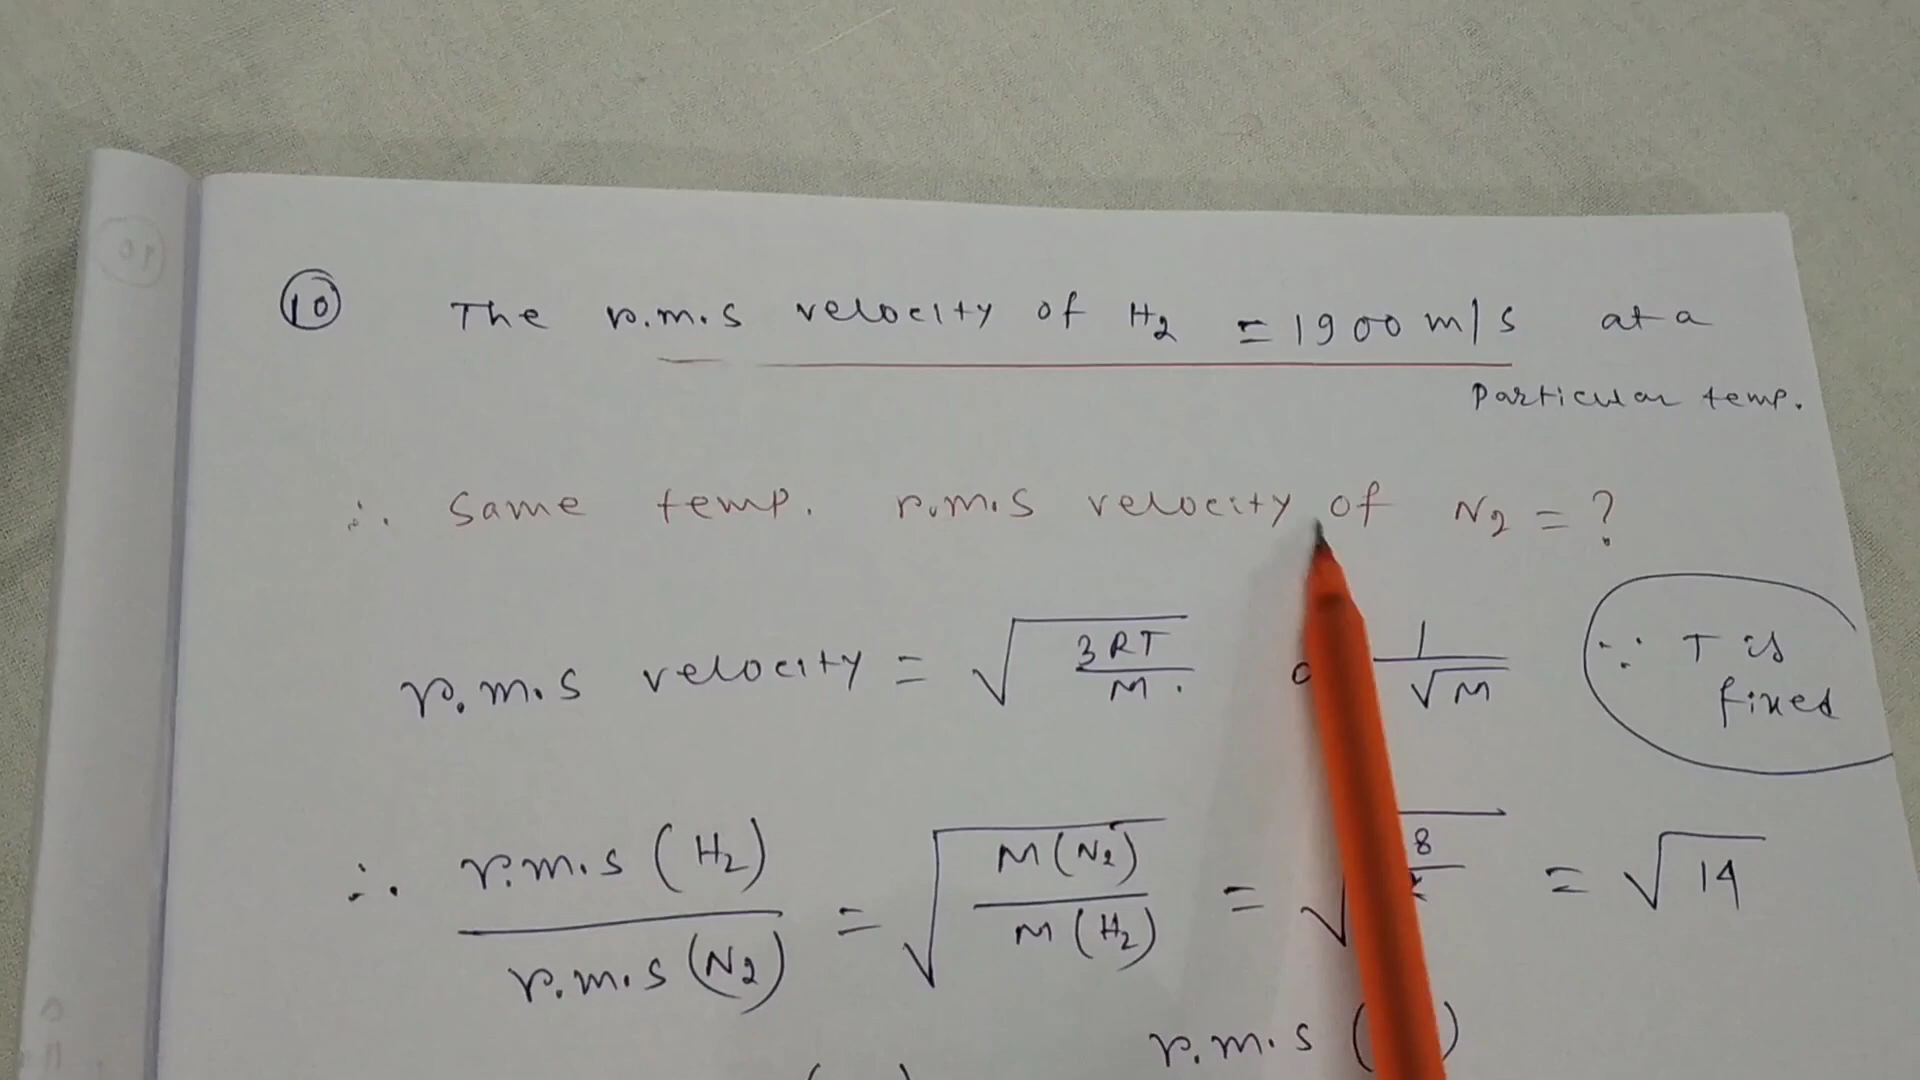 10 The r.m.s velocity of H₂ = 1900 m/s at a
particular temp.
∴ Same temp. r.m.s velocity of N₂ = ?
r.m.s velocity = √(3RT/M.) 1/√M ∵ T is
fixed
∴ r.m.s (H₂)/r.m.s (N₂) = √(M(N₂)/M(H₂)) = √ 8 = √14
r.m.s ( )